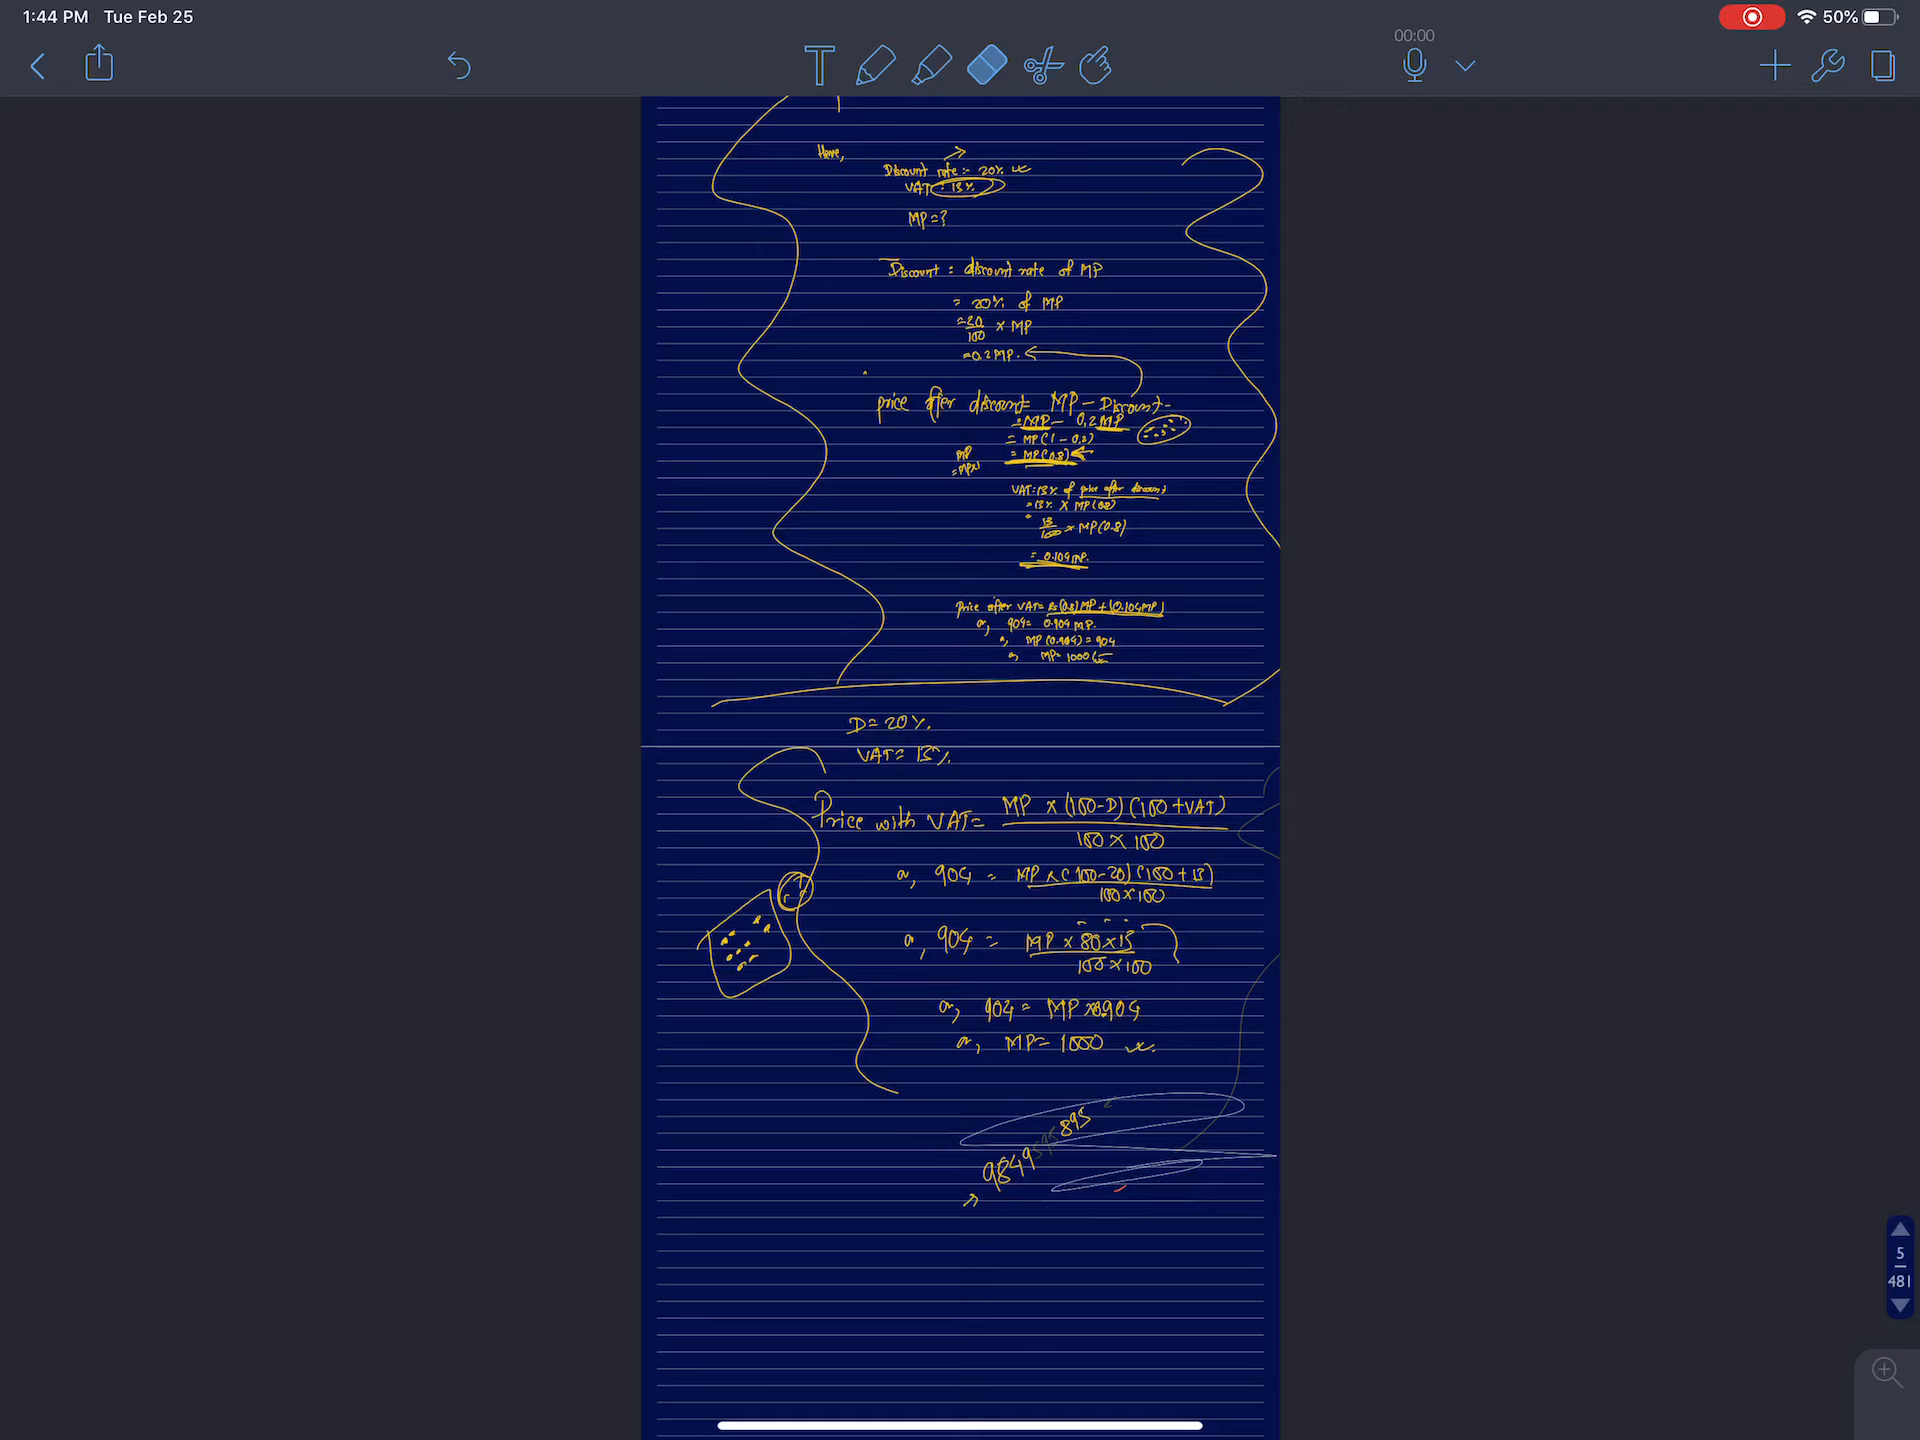 1:44 PM Tue Feb 25
50%
00:00
Here,
Discount rate :- 20%
VAT : 13%
MP = ?
Discount : discount rate of MP
= 20% of MP
= 20/100 × MP
= 0.2 MP.
price after discount = MP - Discount
= MP - 0.2 MP
= MP (1 - 0.2)
MP
= MP×1
= MP (0.8)
VAT = 13% of price after discount
= 13% × MP (0.8)
= 13/100 × MP (0.8)
= 0.104 MP.
Price after VAT = (0.8) MP + (0.104 MP)
or, 904 = 0.904 MP.
or, MP (0.904) = 904
or, MP = 1000
D = 20%.
VAT = 13%.
Price with VAT = MP × (100-D) (100+VAT)
100 × 100
or, 904 = MP × (100-20) (100+13)
100×100
or, 904 = MP × 80 × 13
100×100
or, 904 = MP × 0.904
or, MP = 1000
9849 595 895
5
481